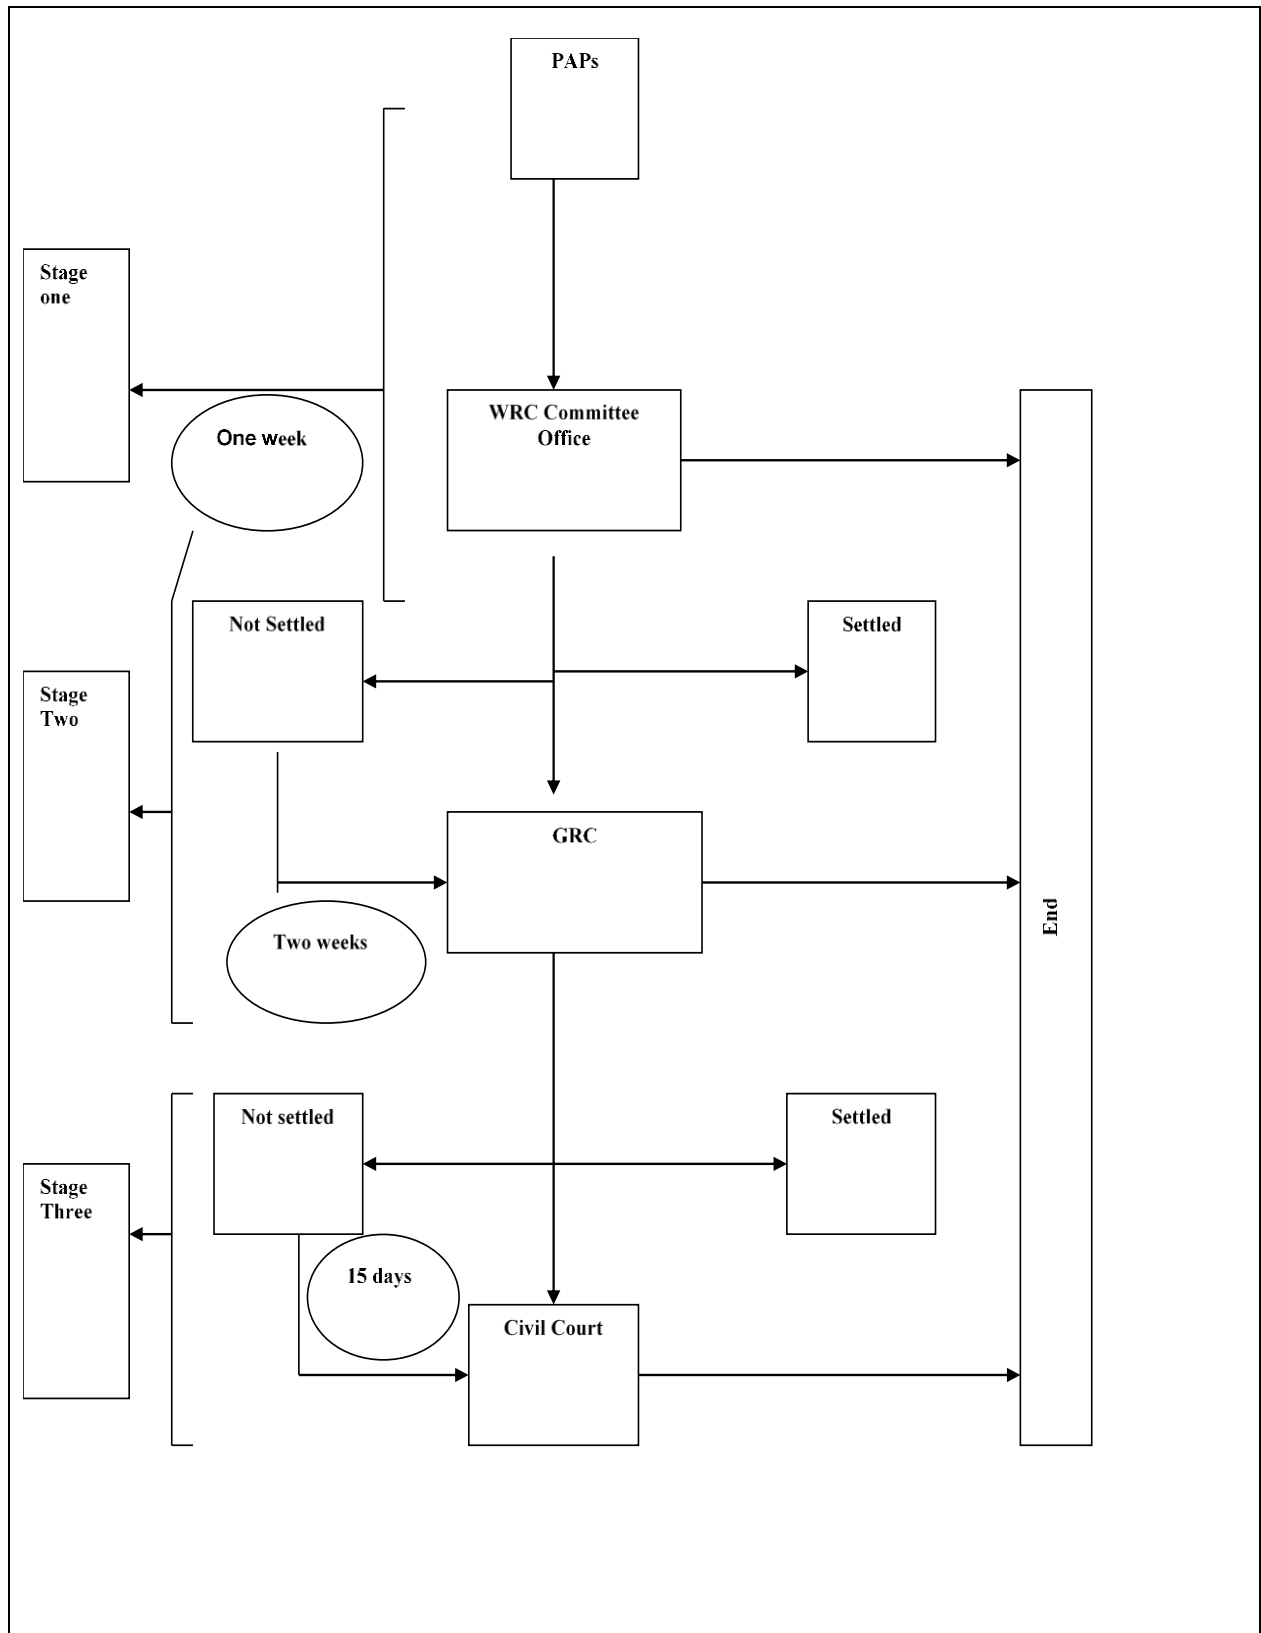 PAPs
Stage
one
WRC Committee
Office
One week
Not Settled
Settled
Stage
Two
GRC
End
Two weeks
Not settled
Settled
Stage
Three
15 days
Civil Court